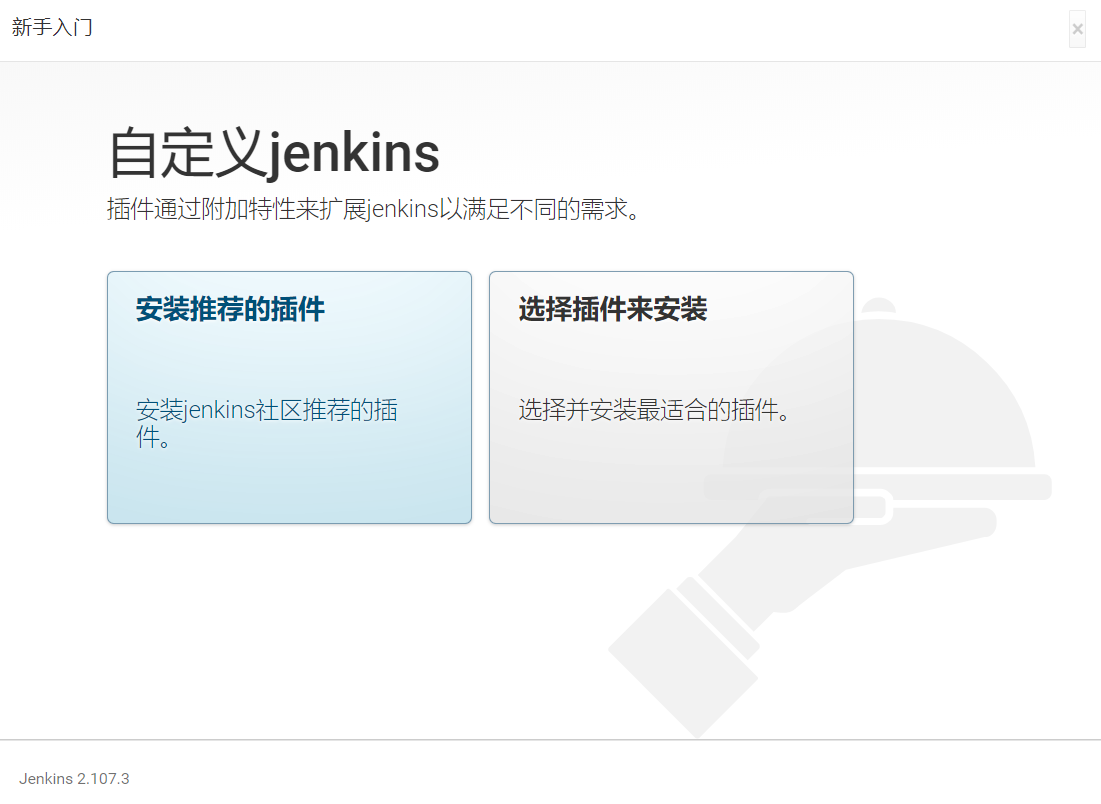 新手入门
×
自定义jenkins
插件通过附加特性来扩展jenkins以满足不同的需求。
安装推荐的插件
安装jenkins社区推荐的插
件。
选择插件来安装
选择并安装最适合的插件。
Jenkins 2.107.3